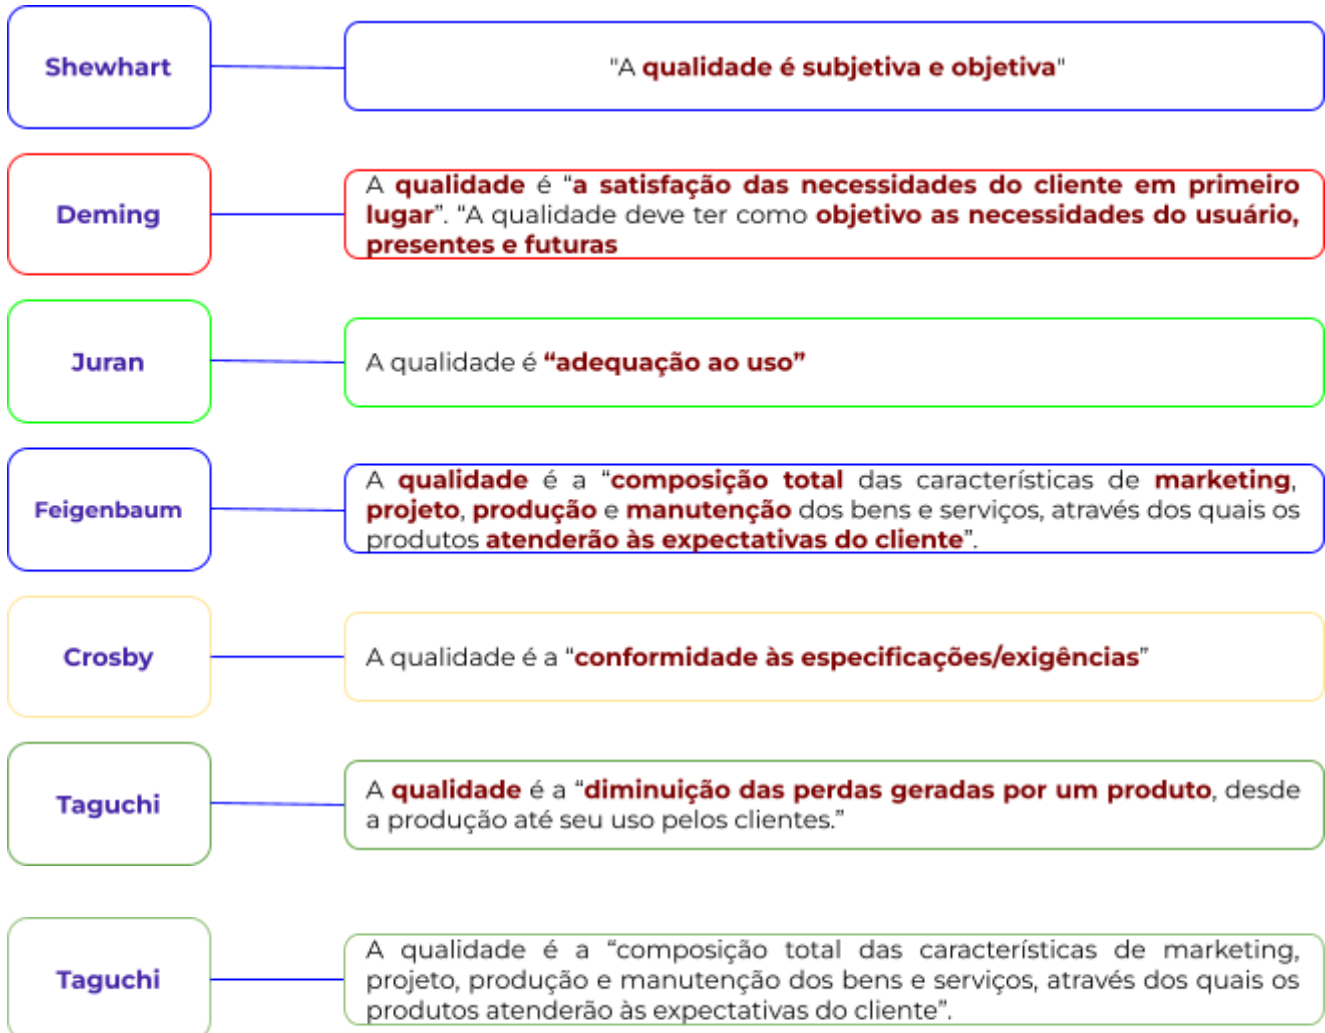 Shewhart
"A qualidade é subjetiva e objetiva"
Deming
A qualidade é “a satisfação das necessidades do cliente em primeiro
lugar”. “A qualidade deve ter como objetivo as necessidades do usuário,
presentes e futuras
Juran
A qualidade é “adequação ao uso”
Feigenbaum
A qualidade é a “composição total das características de marketing,
projeto, produção e manutenção dos bens e serviços, através dos quais os
produtos atenderão às expectativas do cliente”.
Crosby
A qualidade é a “conformidade às especificações/exigências”
Taguchi
A qualidade é a “diminuição das perdas geradas por um produto, desde
a produção até seu uso pelos clientes.”
Taguchi
A qualidade é a “composição total das características de marketing,
projeto, produção e manutenção dos bens e serviços, através dos quais os
produtos atenderão às expectativas do cliente”.